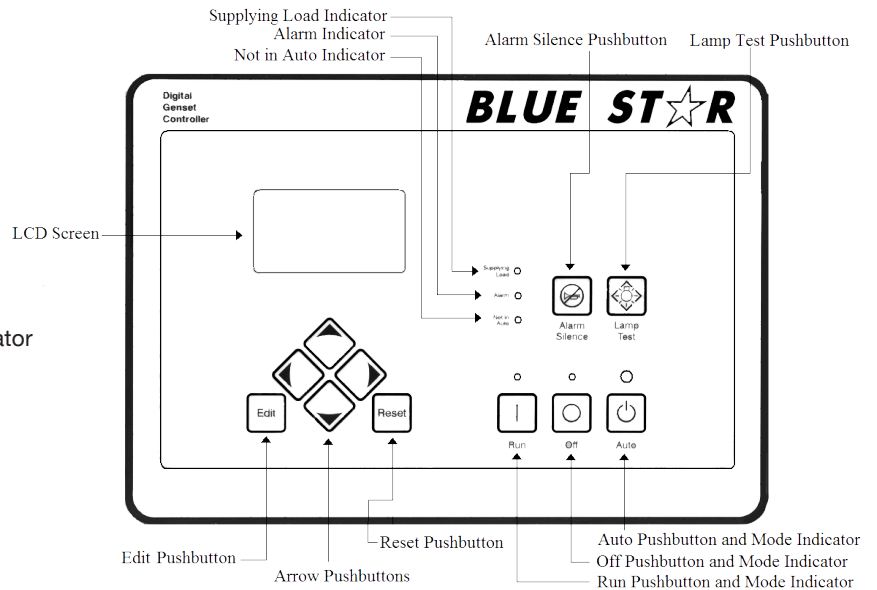 Supplying Load Indicator
Alarm Indicator
Not in Auto Indicator
Alarm Silence Pushbutton
Lamp Test Pushbutton
Digital
Genset
Controller
BLUE ST☆R
LCD Screen
Supplying
Load
Alarm
Not in
Auto
Alarm
Silence
Lamp
Test
ator
Edit
Reset
Run
Off
Auto
Edit Pushbutton
Arrow Pushbuttons
Reset Pushbutton
Auto Pushbutton and Mode Indicator
Off Pushbutton and Mode Indicator
Run Pushbutton and Mode Indicator